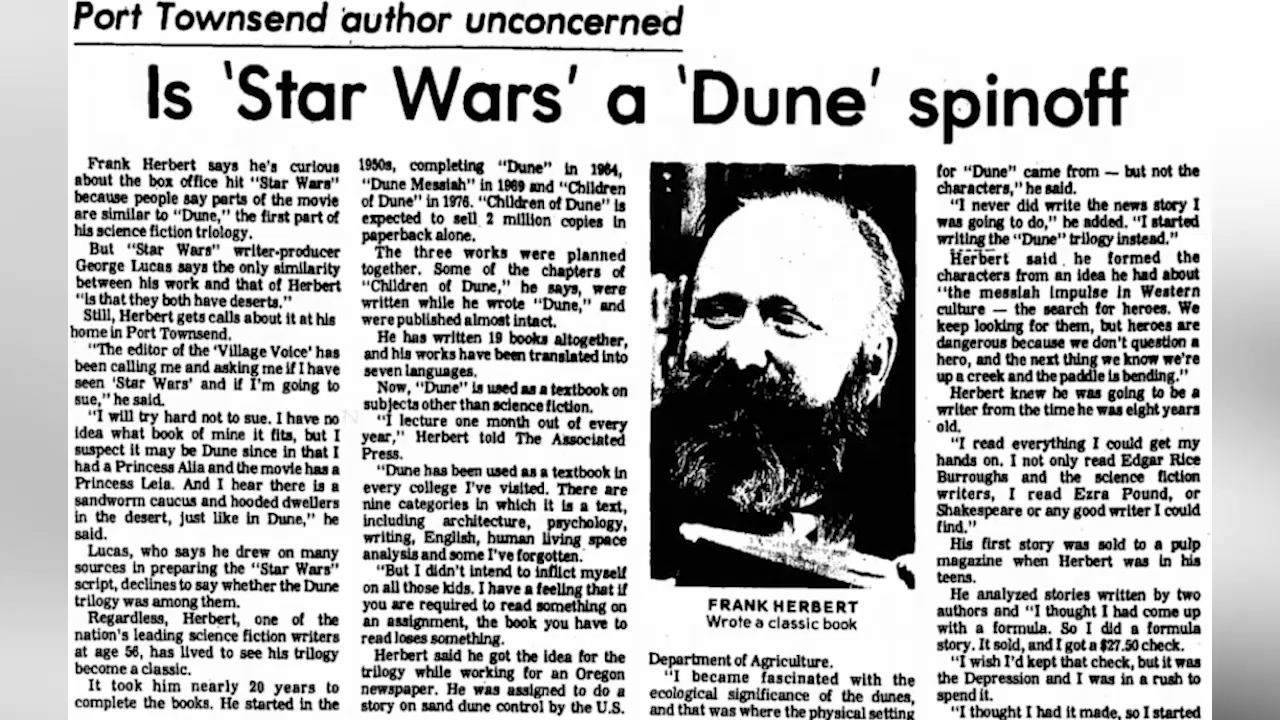 Port Townsend author unconcerned
Is 'Star Wars' a 'Dune' spinoff
Frank Herbert says he's curious
about the box office hit "Star Wars"
because people say parts of the movie
are similar to "Dune," the first part of
his science fiction triology.
But "Star Wars" writer-producer
George Lucas says the only similarity
between his work and that of Herbert
"is that they both have deserts."
Still, Herbert gets calls about it at his
home in Port Townsend.
"The editor of the 'Village Voice' has
been calling me and asking me if I have
seen 'Star Wars' and if I'm going to
sue," he said.
"I will try hard not to sue. I have no
idea what book of mine it fits, but I
suspect it may be Dune since in that I
had a Princess Alia and the movie has a
Princess Leia. And I hear there is a
sandworm caucus and hooded dwellers
in the desert, just like in Dune," he
said.
Lucas, who says he drew on many
sources in preparing the "Star Wars"
script, declines to say whether the Dune
trilogy was among them.
Regardless, Herbert, one of the
nation's leading science fiction writers
at age 56, has lived to see his trilogy
become a classic.
It took him nearly 20 years to
complete the books. He started in the
1950s, completing "Dune" in 1964,
"Dune Messiah" in 1969 and "Children
of Dune" in 1976. "Children of Dune" is
expected to sell 2 million copies in
paperback alone.
The three works were planned
together. Some of the chapters of
"Children of Dune," he says, were
written while he wrote "Dune," and
were published almost intact.
He has written 19 books altogether,
and his works have been translated into
seven languages.
Now, "Dune" is used as a textbook on
subjects other than science fiction.
"I lecture one month out of every
year," Herbert told The Associated
Press.
"Dune has been used as a textbook in
every college I've visited. There are
nine categories in which it is a text,
including architecture, psychology,
writing, English, human living space
analysis and some I've forgotten.
"But I didn't intend to inflict myself
on all those kids. I have a feeling that if
you are required to read something on
an assignment, the book you have to
read loses something.
Herbert said he got the idea for the
trilogy while working for an Oregon
newspaper. He was assigned to do a
story on sand dune control by the U.S.
FRANK HERBERT
Wrote a classic book
Department of Agriculture.
"I became fascinated with the
ecological significance of the dunes,
and that was where the physical setting
for "Dune" came from — but not the
characters," he said.
"I never did write the news story I
was going to do," he added. "I started
writing the "Dune" trilogy instead."
Herbert said he formed the
characters from an idea he had about
"the messiah impulse in Western
culture — the search for heroes. We
keep looking for them, but heroes are
dangerous because we don't question a
hero, and the next thing we know we're
up a creek and the paddle is bending."
Herbert knew he was going to be a
writer from the time he was eight years
old.
"I read everything I could get my
hands on. I not only read Edgar Rice
Burroughs and the science fiction
writers, I read Ezra Pound, or
Shakespeare or any good writer I could
find."
His first story was sold to a pulp
magazine when Herbert was in his
teens.
He analyzed stories written by two
authors and "I thought I had come up
with a formula. So I did a formula
story. It sold, and I got a $27.50 check.
"I wish I'd kept that check, but it was
the Depression and I was in a rush to
spend it.
"I thought I had it made, so I started